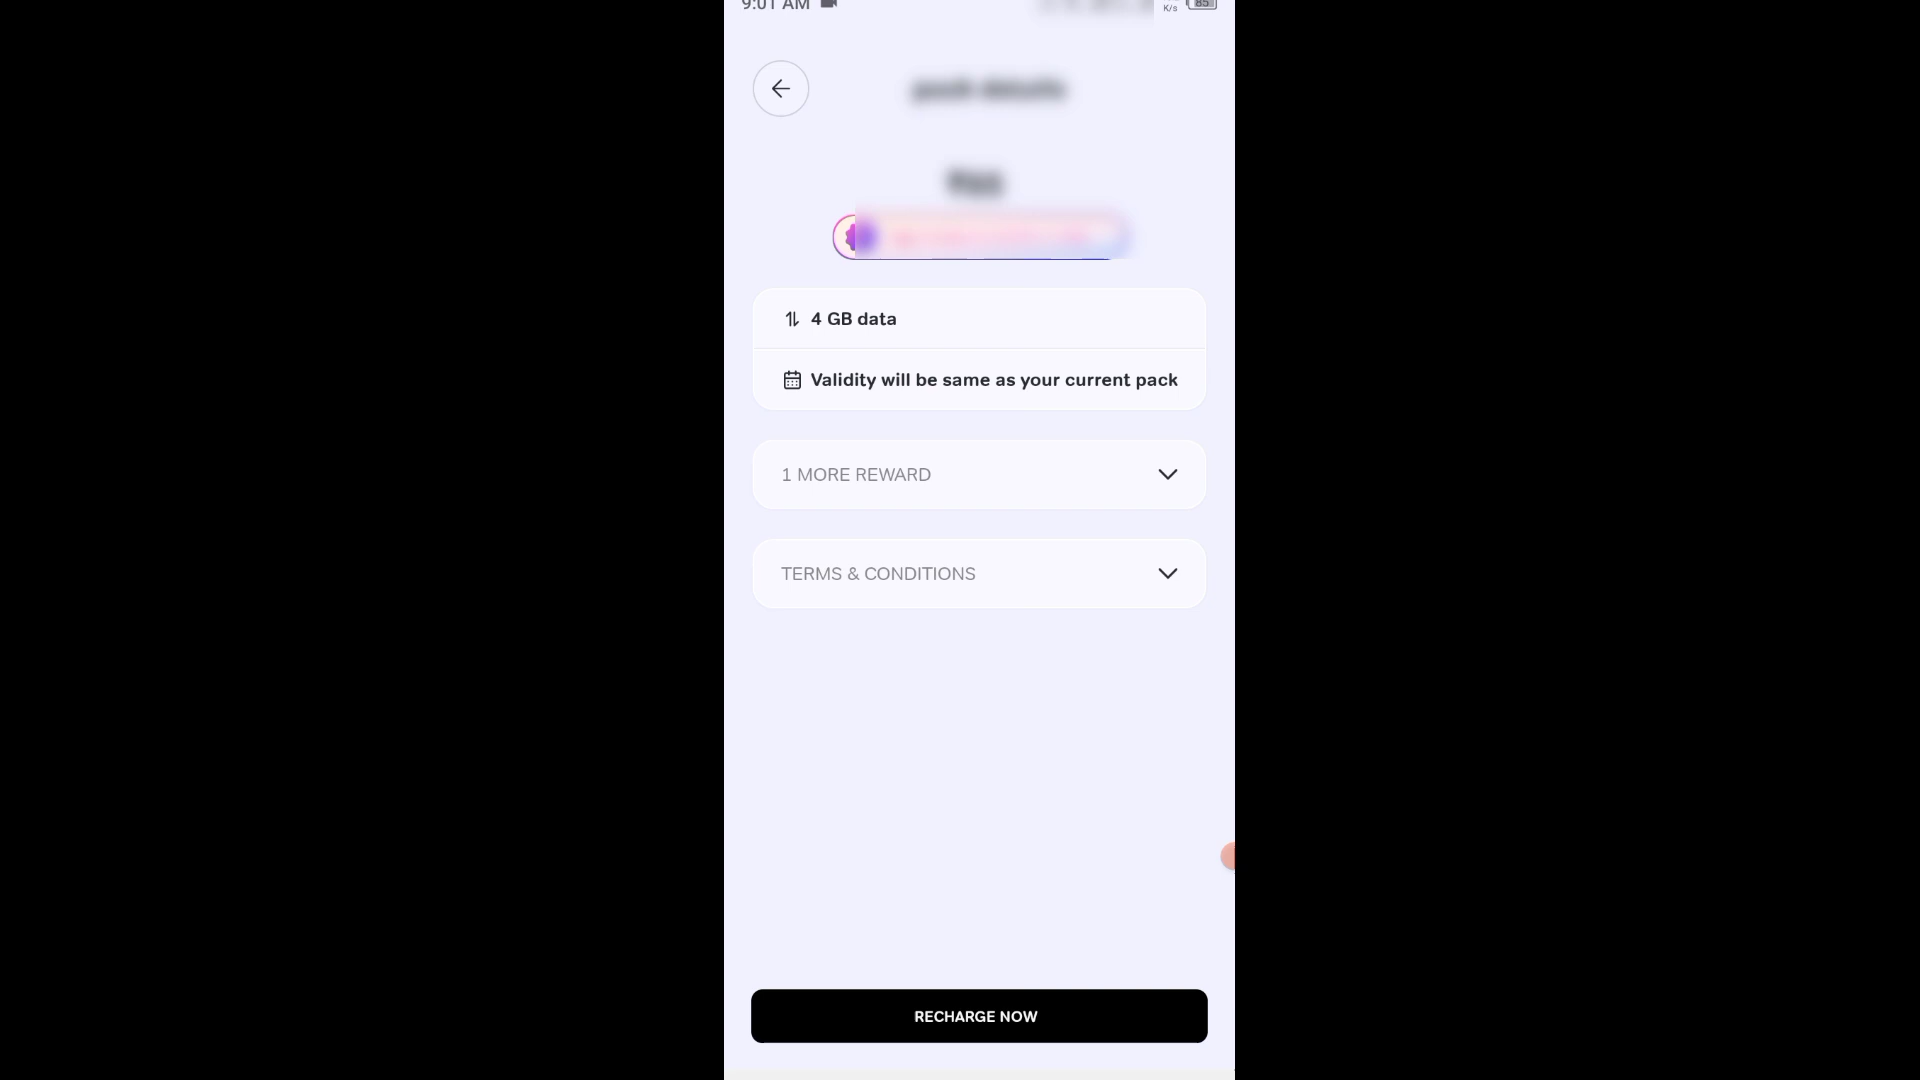 9:01 AM
K/s
85
4 GB data
Validity will be same as your current pack
1 MORE REWARD
TERMS & CONDITIONS
RECHARGE NOW